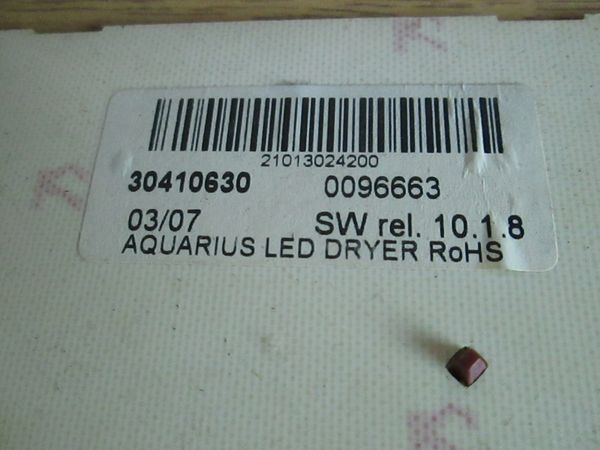 21013024200
30410630 0096663
03/07 SW rel. 10.1.8
AQUARIUS LED DRYER RoHS